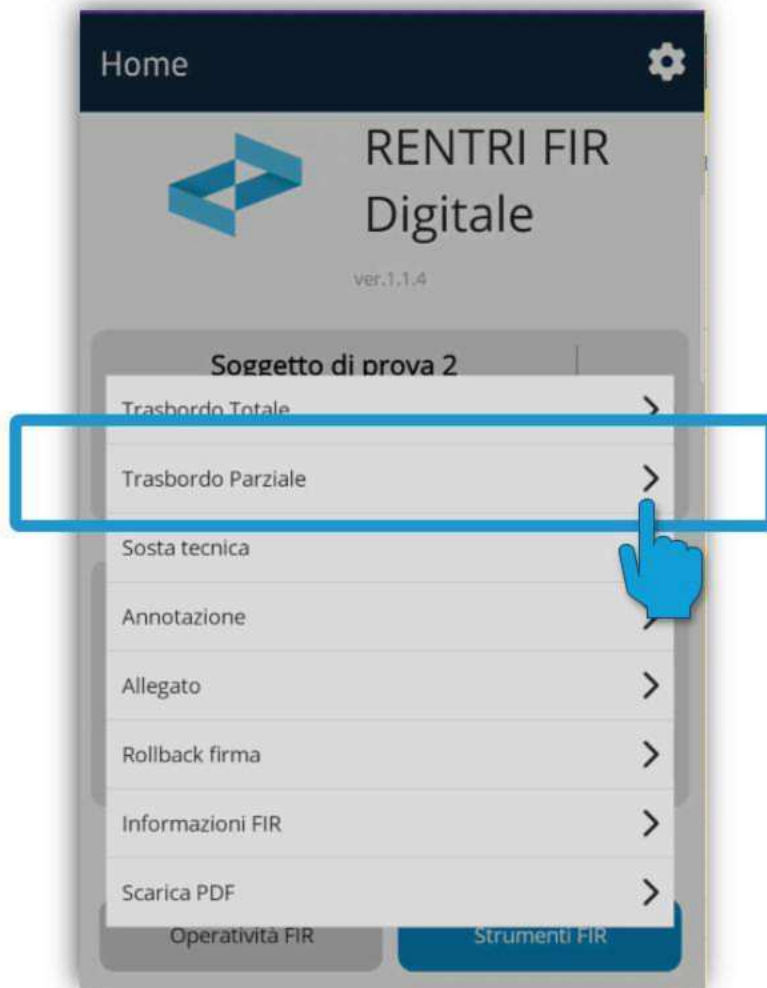 Home
RENTRI FIR
Digitale
ver.1.1.4
Soggetto di prova 2
Trasbordo Totale
Trasbordo Parziale
Sosta tecnica
Annotazione
Allegato
Rollback firma
Informazioni FIR
Scarica PDF
Operatività FIR
Strumenti FIR